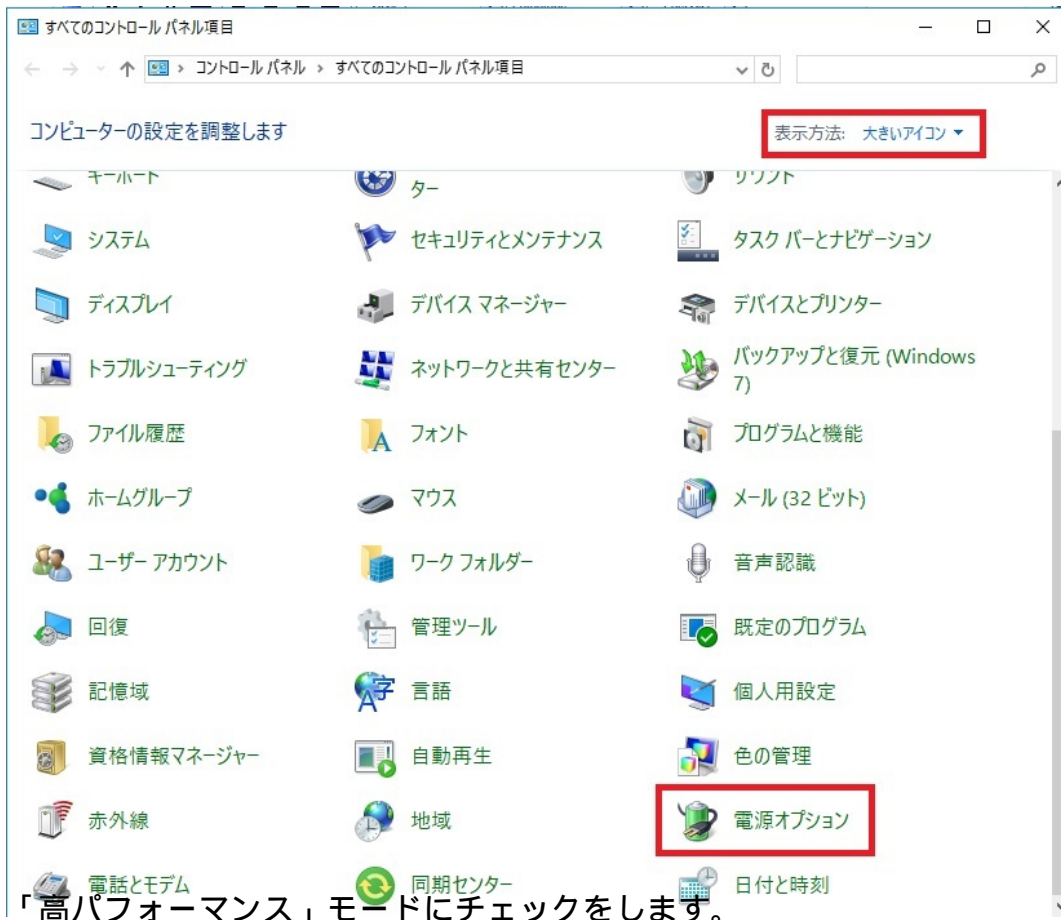 すべてのコントロール パネル項目
コントロール パネル › すべてのコントロール パネル項目
コンピューターの設定を調整します
表示方法: 大きいアイコン
キーボード
ター
サウンド
システム
セキュリティとメンテナンス
タスク バーとナビゲーション
ディスプレイ
デバイス マネージャー
デバイスとプリンター
トラブルシューティング
ネットワークと共有センター
バックアップと復元 (Windows
7)
ファイル履歴
フォント
プログラムと機能
ホームグループ
マウス
メール (32 ビット)
ユーザー アカウント
ワーク フォルダー
音声認識
回復
管理ツール
既定のプログラム
記憶域
言語
個人用設定
資格情報マネージャー
自動再生
色の管理
赤外線
地域
電源オプション
電話とモデム
同期センター
日付と時刻
「高パフォーマンス」モードにチェックをします。